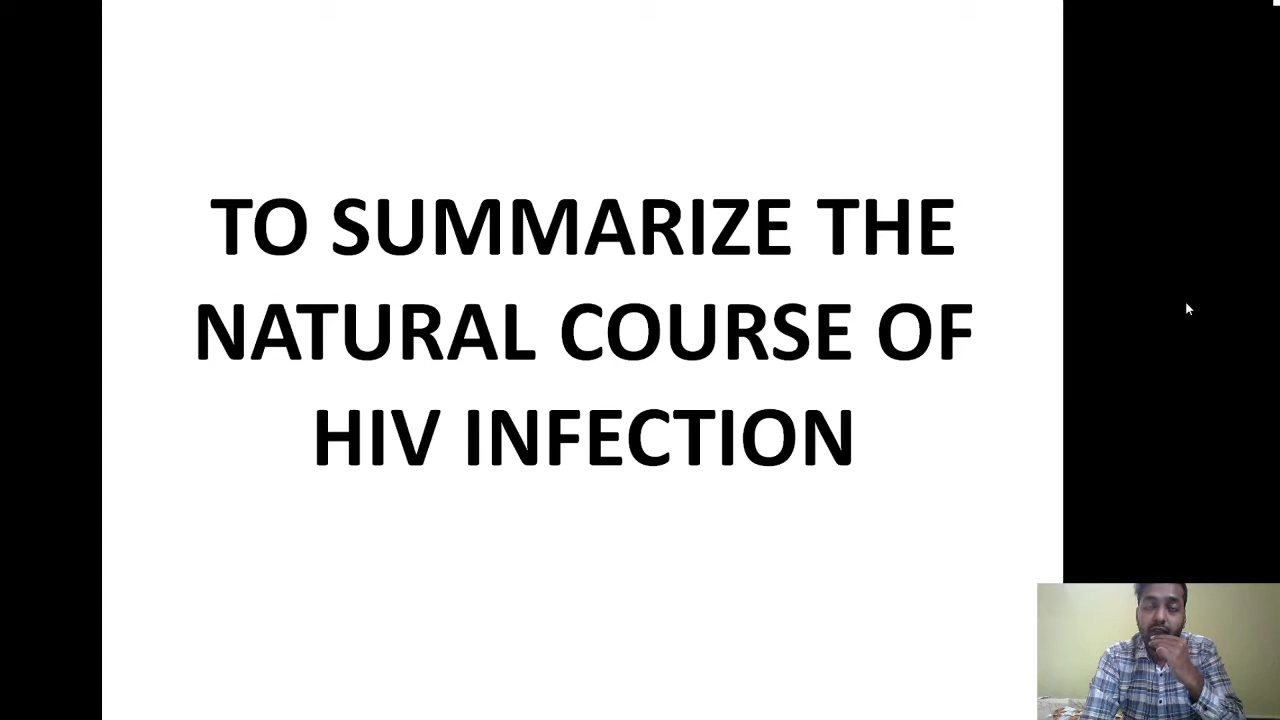 TO SUMMARIZE THE
NATURAL COURSE OF
HIV INFECTION